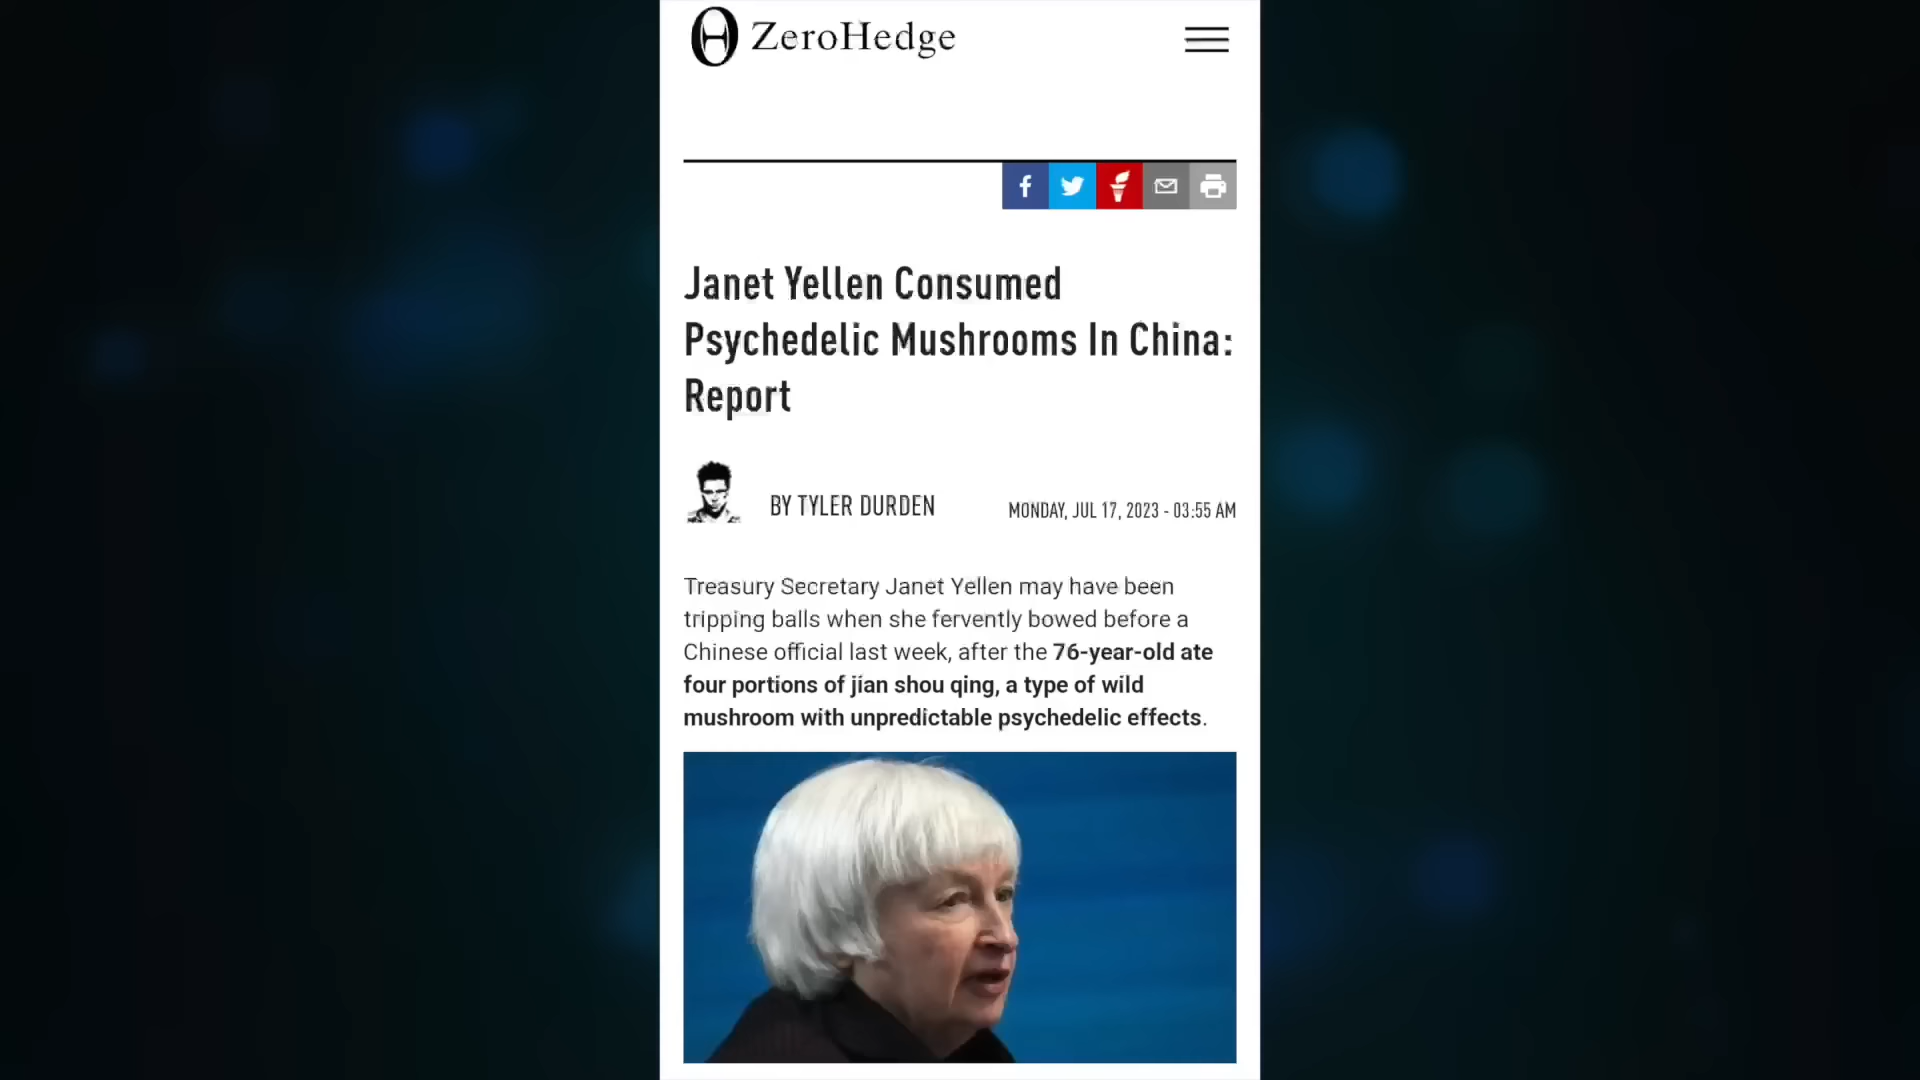 ZeroHedge
Janet Yellen Consumed
Psychedelic Mushrooms In China:
Report
BY TYLER DURDEN
MONDAY, JUL 17, 2023 - 03:55 AM
Treasury Secretary Janet Yellen may have been
tripping balls when she fervently bowed before a
Chinese official last week, after the 76-year-old ate
four portions of jian shou qing, a type of wild
mushroom with unpredictable psychedelic effects.